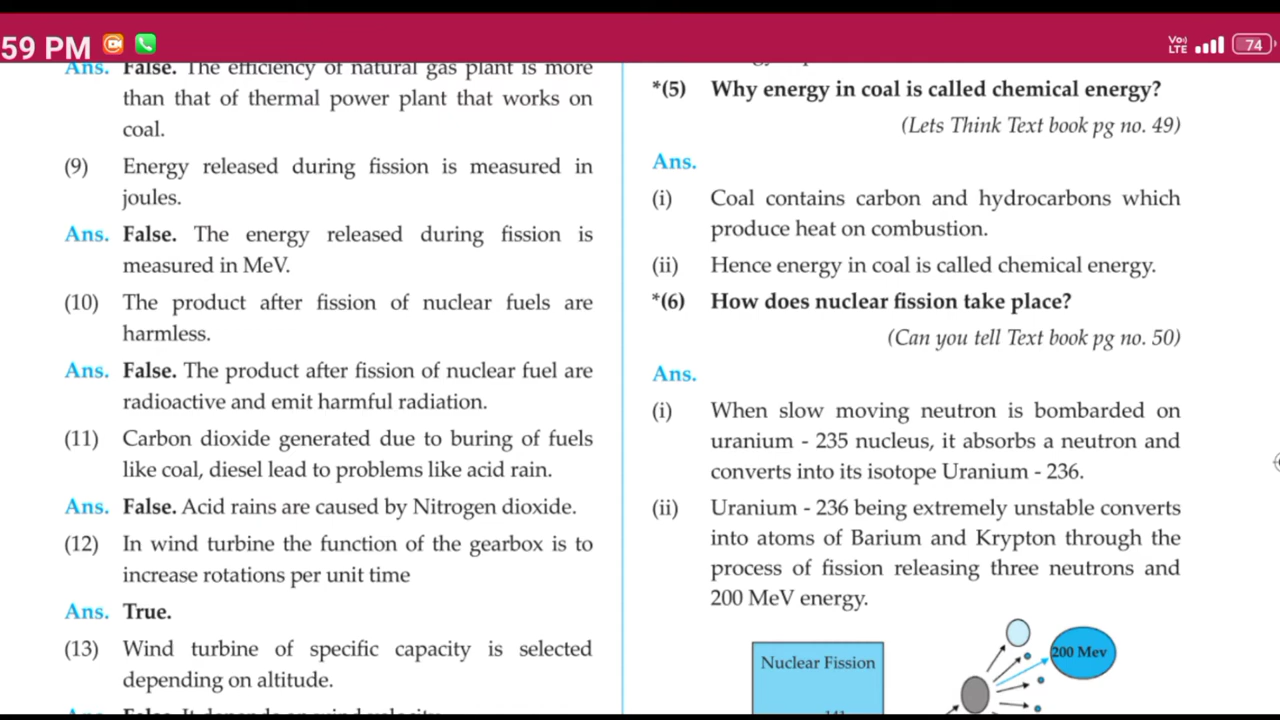 59 PM
Vo)
LTE
74
Ans. False. The efficiency of natural gas plant is more
than that of thermal power plant that works on
coal.
(9) Energy released during fission is measured in
joules.
Ans. False. The energy released during fission is
measured in MeV.
(10) The product after fission of nuclear fuels are
harmless.
Ans. False. The product after fission of nuclear fuel are
radioactive and emit harmful radiation.
(11) Carbon dioxide generated due to buring of fuels
like coal, diesel lead to problems like acid rain.
Ans. False. Acid rains are caused by Nitrogen dioxide.
(12) In wind turbine the function of the gearbox is to
increase rotations per unit time
Ans. True.
(13) Wind turbine of specific capacity is selected
depending on altitude.
Ans. False. It depends on wind velocity.
*(5) Why energy in coal is called chemical energy?
(Lets Think Text book pg no. 49)
Ans.
(i) Coal contains carbon and hydrocarbons which
produce heat on combustion.
(ii) Hence energy in coal is called chemical energy.
*(6) How does nuclear fission take place?
(Can you tell Text book pg no. 50)
Ans.
(i) When slow moving neutron is bombarded on
uranium - 235 nucleus, it absorbs a neutron and
converts into its isotope Uranium - 236.
(ii) Uranium - 236 being extremely unstable converts
into atoms of Barium and Krypton through the
process of fission releasing three neutrons and
200 MeV energy.
Nuclear Fission
200 Mev
141